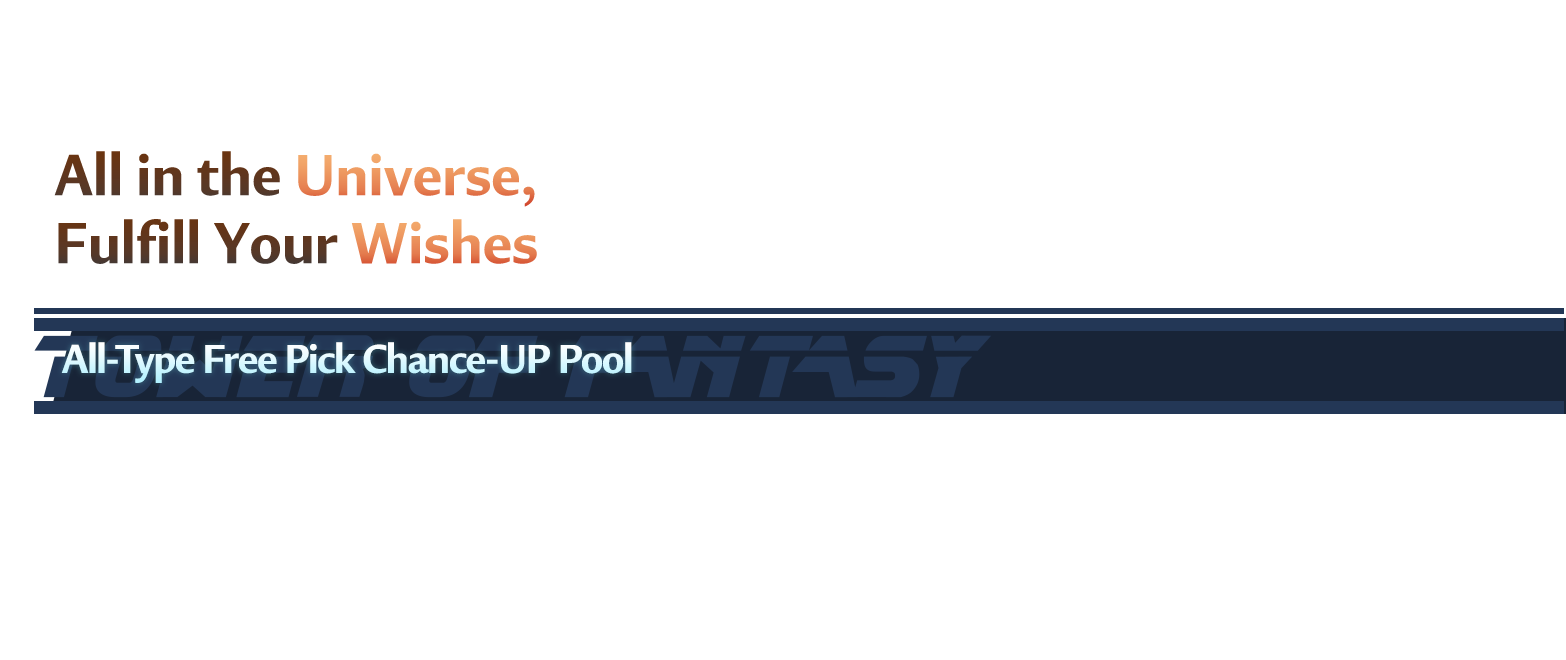 All in the Universe,
Fulfill Your Wishes
TOWER OF FANTASY
All-Type Free Pick Chance-UP Pool